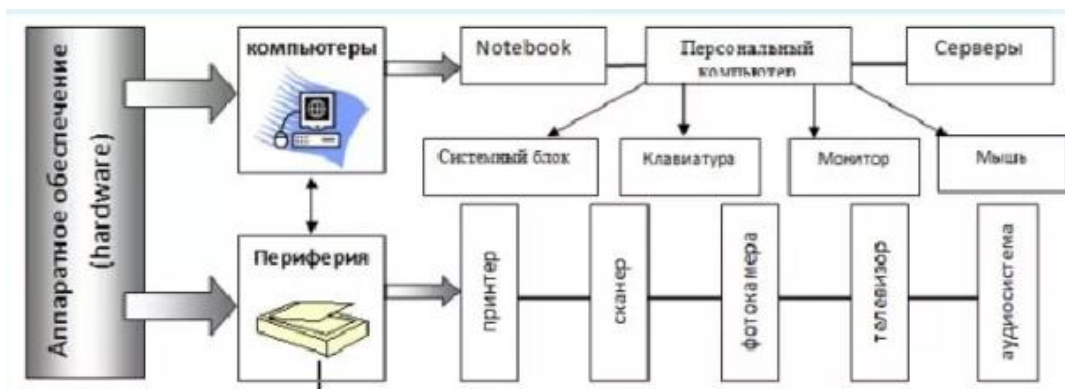 Аппаратное обеспечение
(hardware)
компьютеры
Notebook
Персональный
компьютер
Серверы
Системный блок
Клавиатура
Монитор
Мышь
Периферия
принтер
сканер
фотокамера
телевизор
аудиосистема